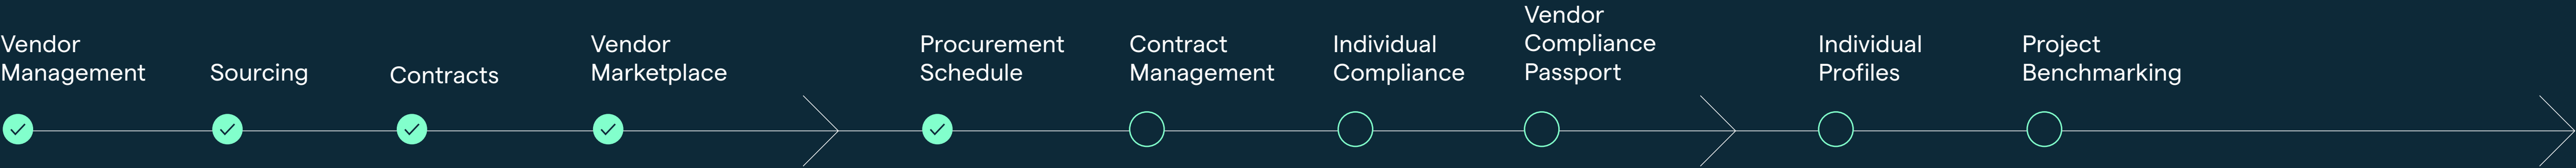 Vendor
Management
Sourcing
Contracts
Vendor
Marketplace
Procurement
Schedule
Contract
Management
Individual
Compliance
Vendor
Compliance
Passport
Individual
Profiles
Project
Benchmarking